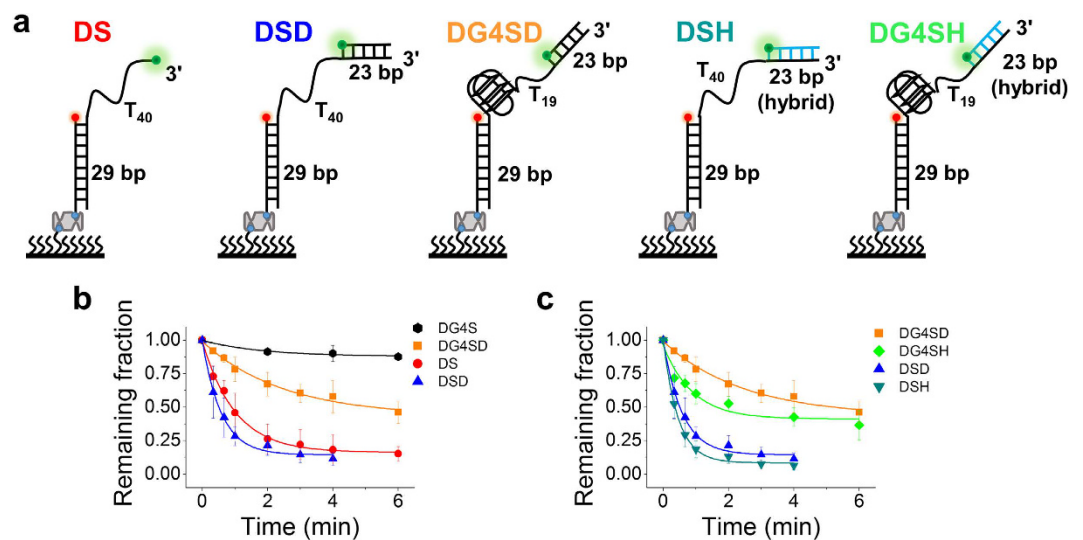 a
DS
DSD
DG4SD
DSH
DG4SH
3'
T40
29 bp
3'
23 bp
T40
29 bp
3'
23 bp
T19
29 bp
T40
3'
23 bp
(hybrid)
29 bp
3'
23 bp
(hybrid)
T19
29 bp
b
Remaining fraction
1.00
0.75
0.50
0.25
0.00
0
2
4
6
Time (min)
DG4S
DG4SD
DS
DSD
c
Remaining fraction
1.00
0.75
0.50
0.25
0.00
0
2
4
6
Time (min)
DG4SD
DG4SH
DSD
DSH